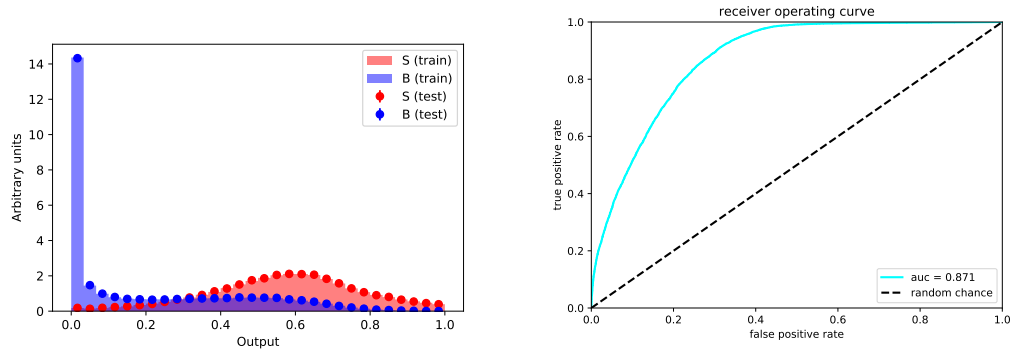 S (train)
B (train)
S (test)
B (test)
14
12
10
8
6
4
2
0
Arbitrary units
0.0 0.2 0.4 0.6 0.8 1.0
Output
receiver operating curve
1.0
0.8
0.6
0.4
0.2
0.0
true positive rate
auc = 0.871
random chance
0.0 0.2 0.4 0.6 0.8 1.0
false positive rate